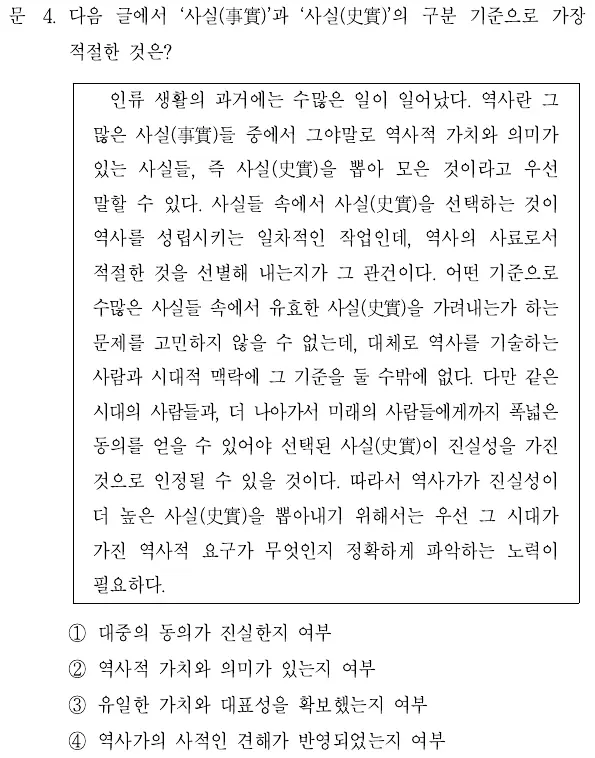 문 4. 다음 글에서 ‘사실(事實)’과 ‘사실(史實)’의 구분 기준으로 가장
적절한 것은?
인류 생활의 과거에는 수많은 일이 일어났다. 역사란 그
많은 사실(事實)들 중에서 그야말로 역사적 가치와 의미가
있는 사실들, 즉 사실(史實)을 뽑아 모은 것이라고 우선
말할 수 있다. 사실들 속에서 사실(史實)을 선택하는 것이
역사를 성립시키는 일차적인 작업인데, 역사의 사료로서
적절한 것을 선별해 내는지가 그 관건이다. 어떤 기준으로
수많은 사실들 속에서 유효한 사실(史實)을 가려내는가 하는
문제를 고민하지 않을 수 없는데, 대체로 역사를 기술하는
사람과 시대적 맥락에 그 기준을 둘 수밖에 없다. 다만 같은
시대의 사람들과, 더 나아가서 미래의 사람들에게까지 폭넓은
동의를 얻을 수 있어야 선택된 사실(史實)이 진실성을 가진
것으로 인정될 수 있을 것이다. 따라서 역사가가 진실성이
더 높은 사실(史實)을 뽑아내기 위해서는 우선 그 시대가
가진 역사적 요구가 무엇인지 정확하게 파악하는 노력이
필요하다.
① 대중의 동의가 진실한지 여부
② 역사적 가치와 의미가 있는지 여부
③ 유일한 가치와 대표성을 확보했는지 여부
④ 역사가의 사적인 견해가 반영되었는지 여부